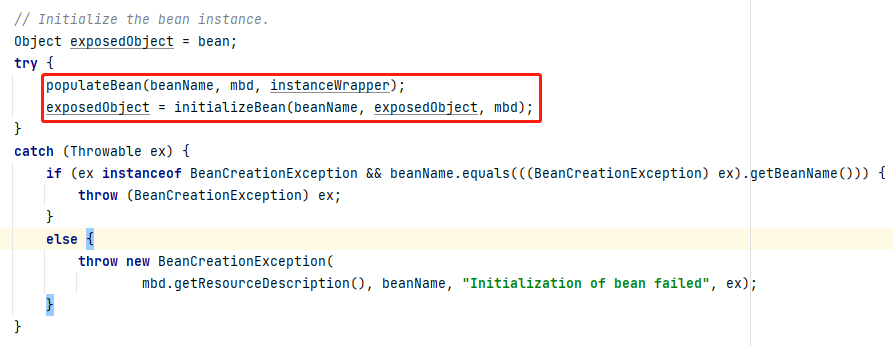 // Initialize the bean instance.
Object exposedObject = bean;
try {
populateBean(beanName, mbd, instanceWrapper);
exposedObject = initializeBean(beanName, exposedObject, mbd);
}
catch (Throwable ex) {
if (ex instanceof BeanCreationException && beanName.equals(((BeanCreationException) ex).getBeanName())) {
throw (BeanCreationException) ex;
}
else {
throw new BeanCreationException(
mbd.getResourceDescription(), beanName, "Initialization of bean failed", ex);
}
}